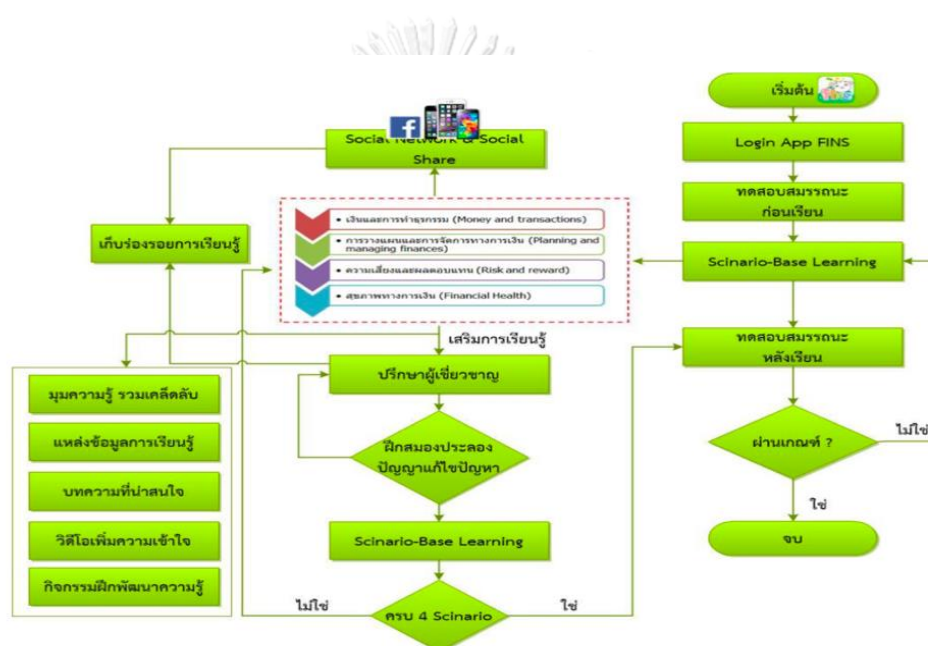 เริ่มต้น
Login App FINS
ทดสอบสมรรถนะ
ก่อนเรียน
Scinario-Base Learning
ทดสอบสมรรถนะ
หลังเรียน
ผ่านเกณฑ์ ?
ไม่ใช่
ใช่
จบ
Social Network & Social
Share
เก็บร่องรอยการเรียนรู้
• เงินและการทำธุรกรรม (Money and transactions)
• การวางแผนและการจัดการทางการเงิน (Planning and
managing finances)
• ความเสี่ยงและผลตอบแทน (Risk and reward)
• สุขภาพทางการเงิน (Financial Health)
เสริมการเรียนรู้
ปรึกษาผู้เชี่ยวชาญ
ฝึกสมองประลอง
ปัญญาแก้ไขปัญหา
Scinario-Base Learning
ครบ 4 Scinario
ไม่ใช่
ใช่
มุมความรู้ รวมเคล็ดลับ
แหล่งข้อมูลการเรียนรู้
บทความที่น่าสนใจ
วิดีโอเพิ่มความเข้าใจ
กิจกรรมฝึกพัฒนาความรู้